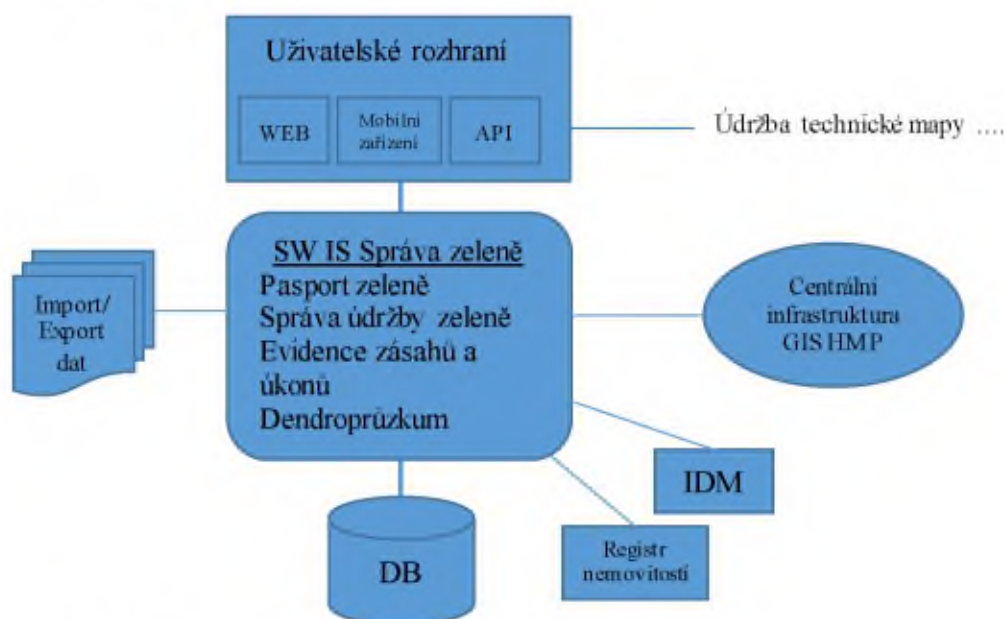 Uživatelské rozhraní
WEB
Mobilní
zařízení
API
Údržba technické mapy ....
SW IS Správa zeleně
Pasport zeleně
Správa údržby zeleně
Evidence zásahů a
úkonů
Dendroprůzkum
Import/
Export
dat
Centrální
infrastruktura
GIS HMP
IDM
Registr
nemovitostí
DB